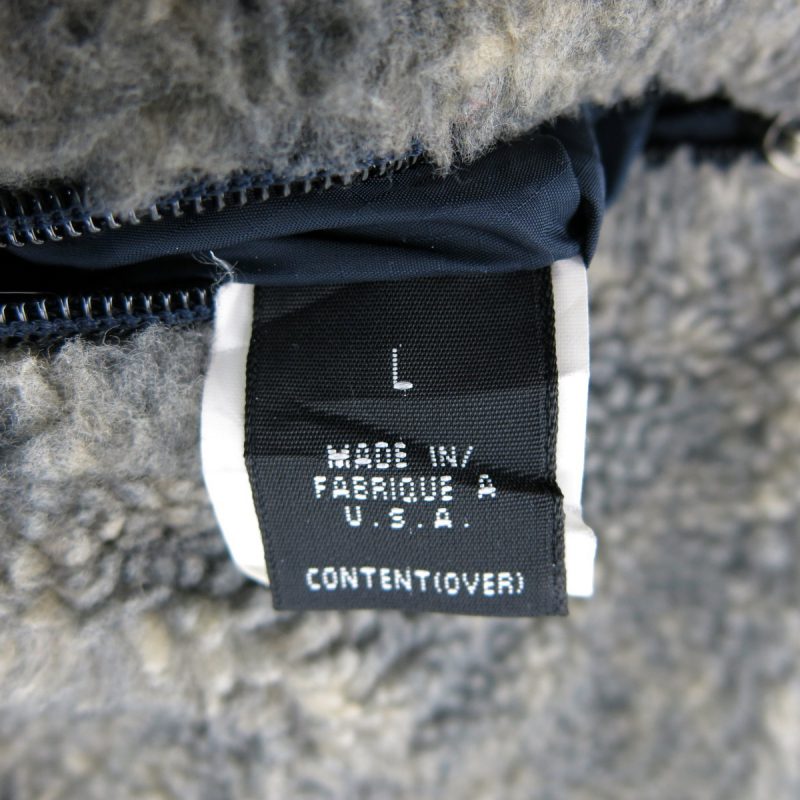 L
MADE IN/
FABRIQUE A
U.S.A.
CONTENT(OVER)